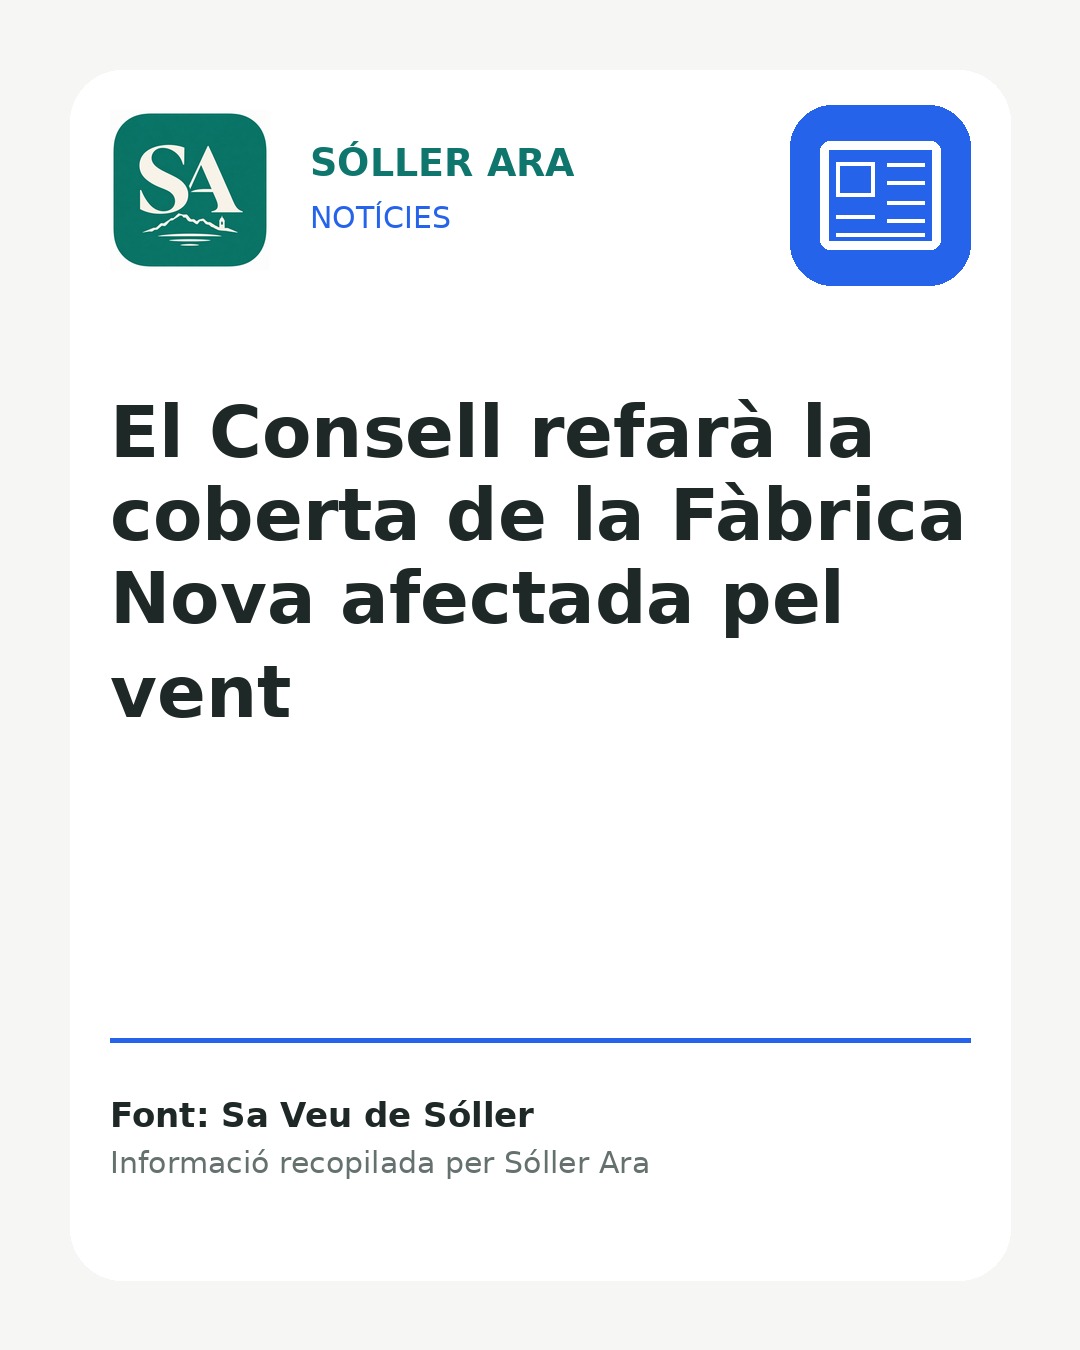 SA
SÓLLER ARA
NOTÍCIES
El Consell refarà la
coberta de la Fàbrica
Nova afectada pel
vent
Font: Sa Veu de Sóller
Informació recopilada per Sóller Ara